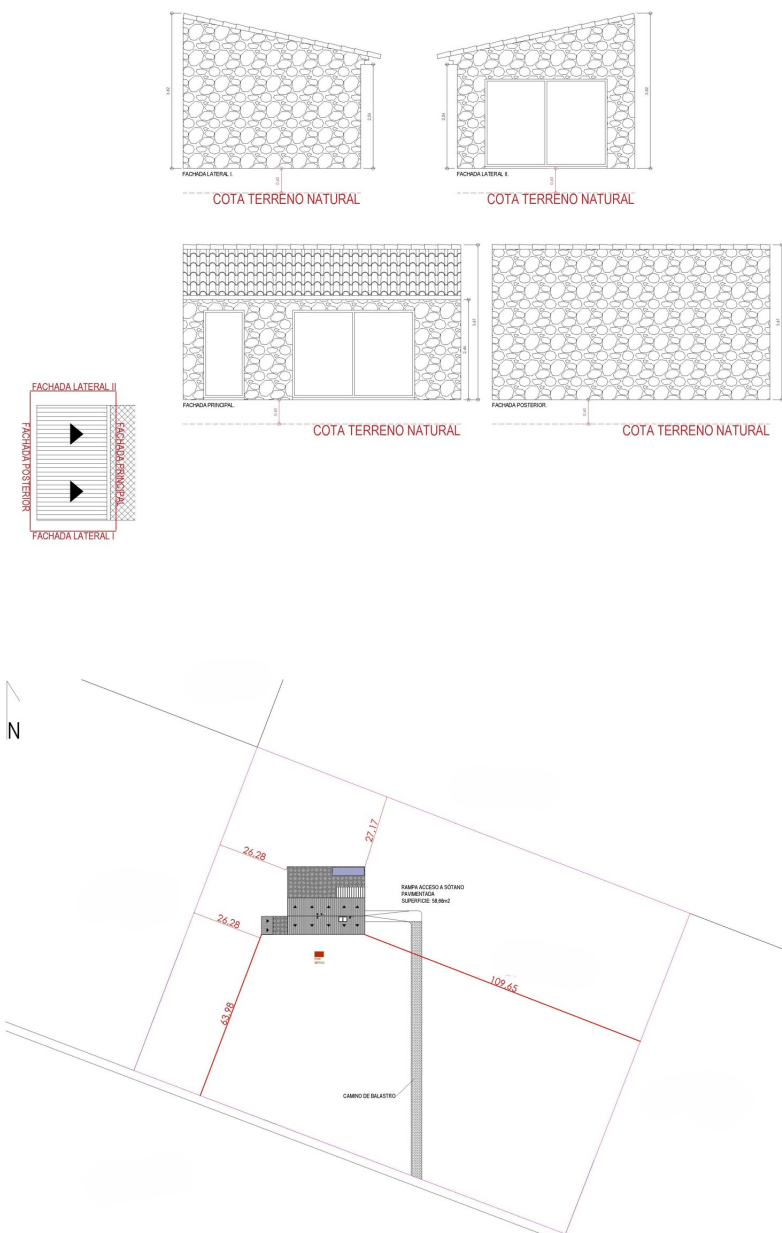 FACHADA LATERAL I.
COTA TERRENO NATURAL
FACHADA LATERAL II.
COTA TERRENO NATURAL
FACHADA PRINCIPAL.
COTA TERRENO NATURAL
FACHADA POSTERIOR.
COTA TERRENO NATURAL
FACHADA LATERAL II
FACHADA POSTERIOR
FACHADA PRINCIPAL
FACHADA LATERAL I
N
27,17
26,28
RAMPA ACCESO A SÓTANO
PAVIMENTADA
SUPERFICIE: 58,66m2
26,28
109,65
63,98
CAMINO DE BALASTRO